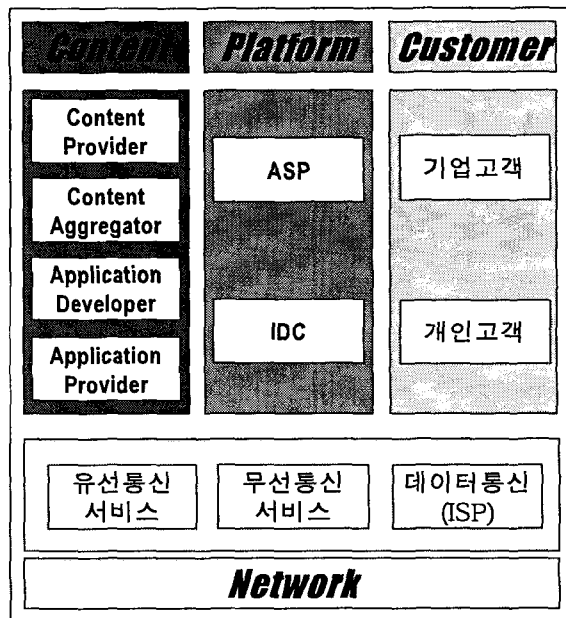 Content
Platform
Customer
Content
Provider
Content
Aggregator
Application
Developer
Application
Provider
ASP
IDC
기업고객
개인고객
유선통신
서비스
무선통신
서비스
데이터통신
(ISP)
Network